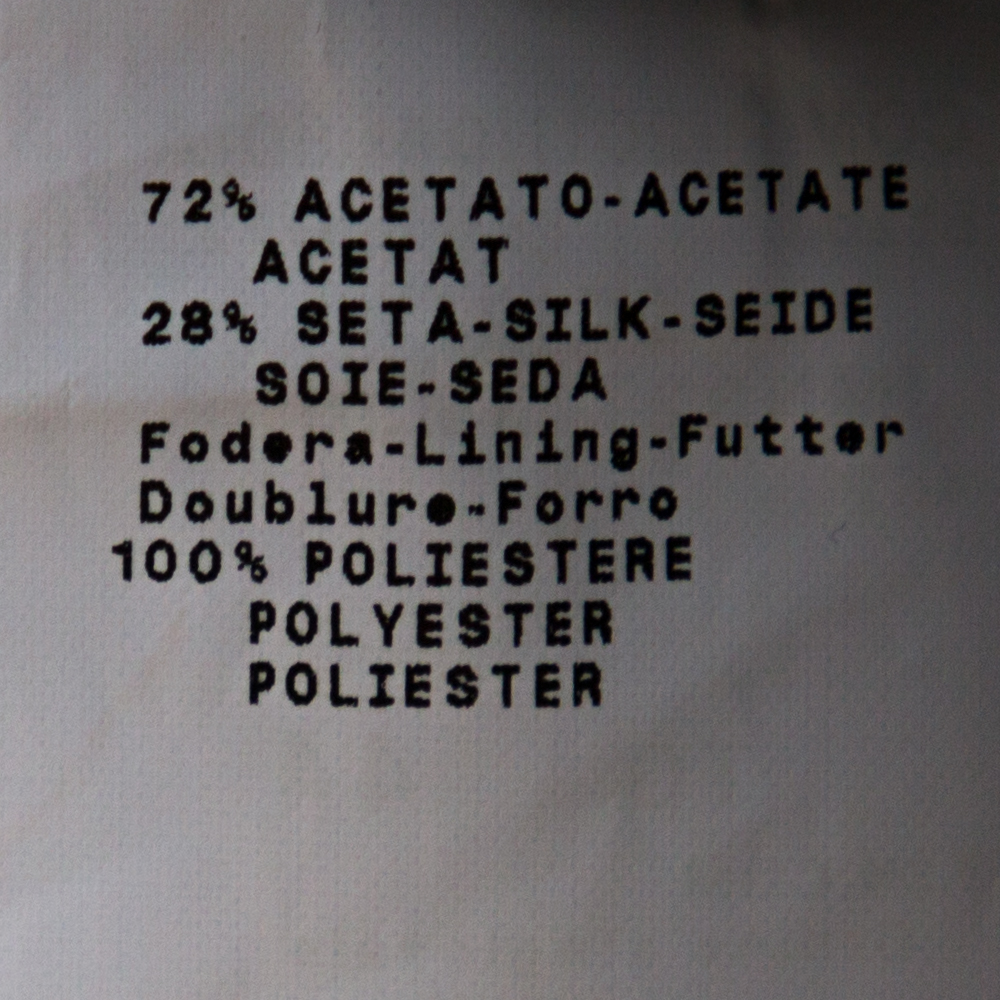 72% ACETATO-ACETATE
ACETAT
28% SETA-SILK-SEIDE
SOIE-SEDA
Fodera-Lining-Futter
Doublure-Forro
100% POLIESTERE
POLYESTER
POLIESTER